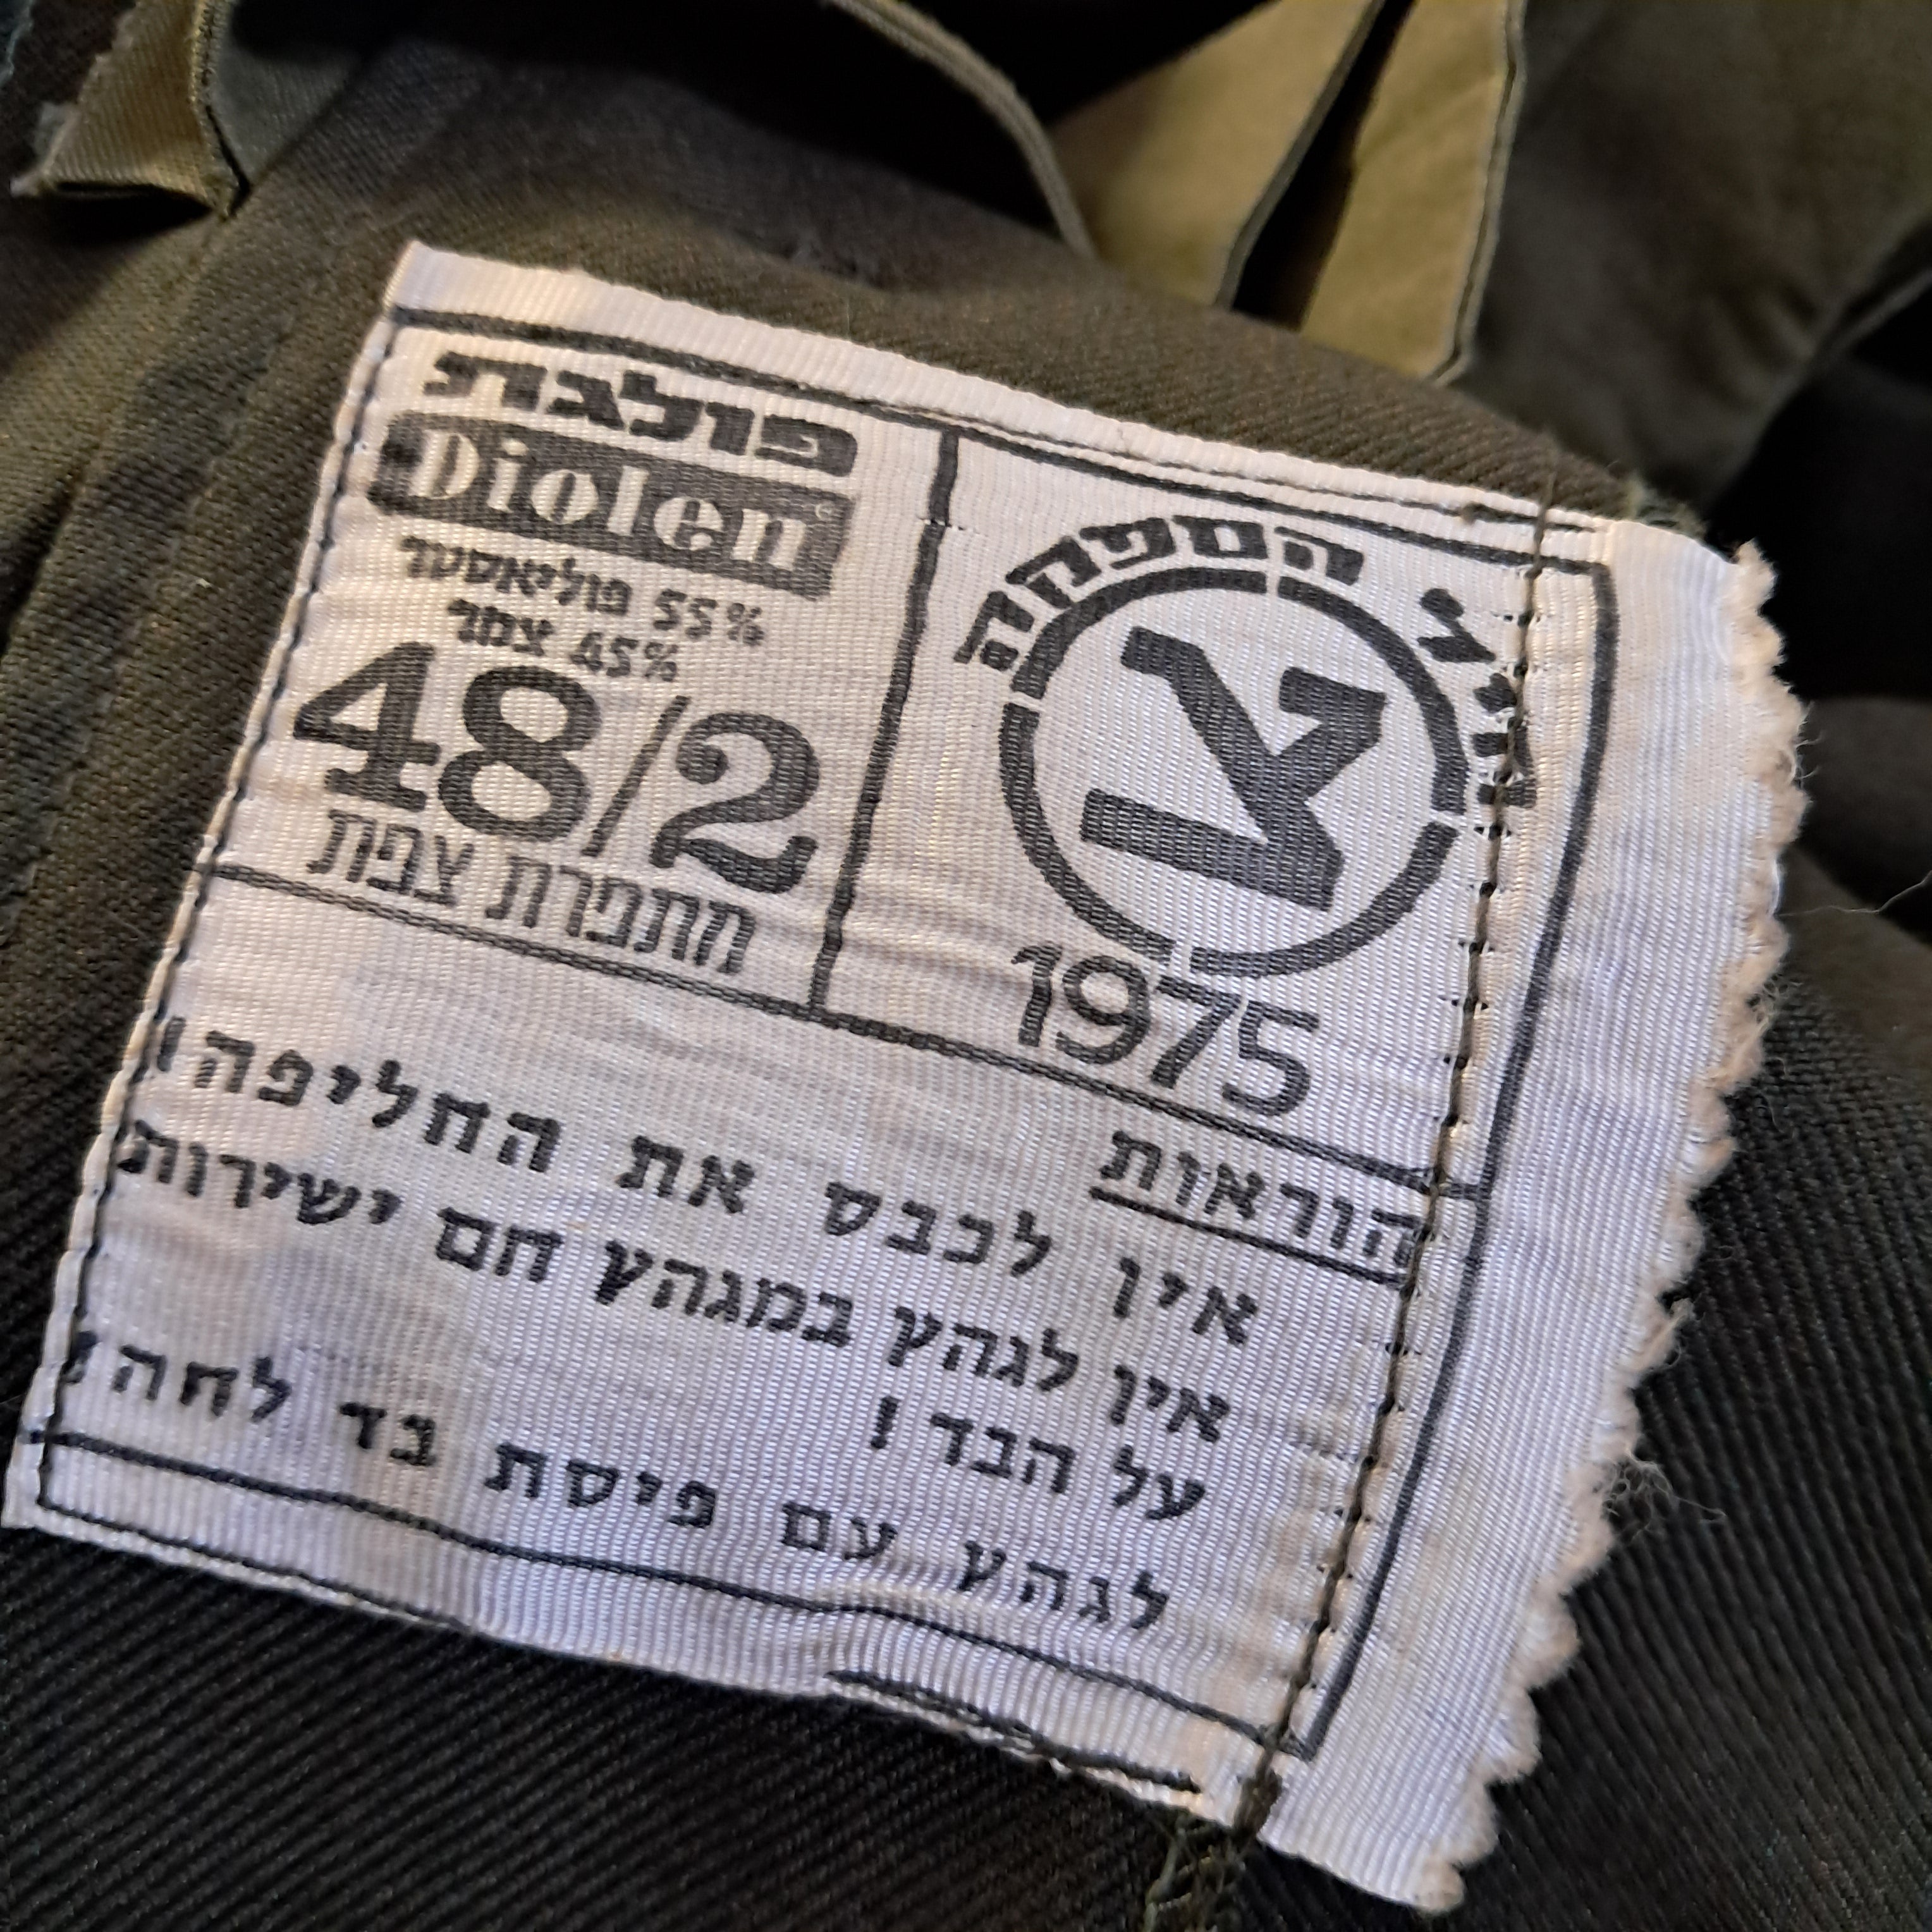 חיל הספקה
צ
1975
פולגת
Diolen
55% פוליאסטר
45% צמר
48/2
מתפרת צפת
הוראות
אין לכבס את החליפה!
אין לגהץ במגהץ חם ישירות
על הבד!
לגהץ עם פיסת בד לחה!